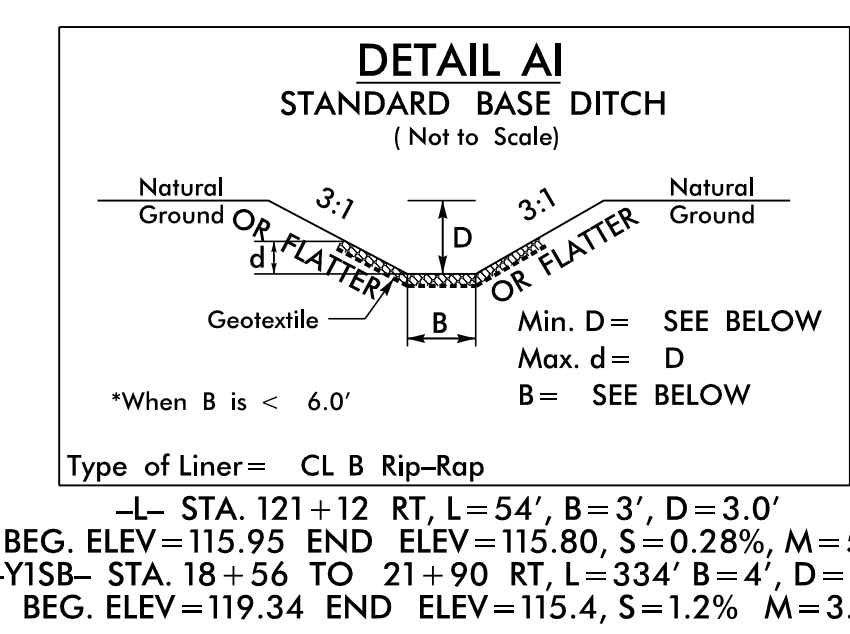 DETAIL A1
STANDARD BASE DITCH
( Not to Scale)
Natural
Ground
3:1
OR FLATTER
D
d
3:1
OR FLATTER
Natural
Ground
Geotextile
B
Min. D = SEE BELOW
Max. d = D
B = SEE BELOW
*When B is < 6.0'
Type of Liner = CL B Rip-Rap
-L- STA. 121+12 RT, L=54', B=3', D=3.0'
BEG. ELEV=115.95 END ELEV=115.80, S=0.28%, M=
-Y1SB- STA. 18+56 TO 21+90 RT, L=334' B=4', D=
BEG. ELEV=119.34 END ELEV=115.4, S=1.2% M=3.